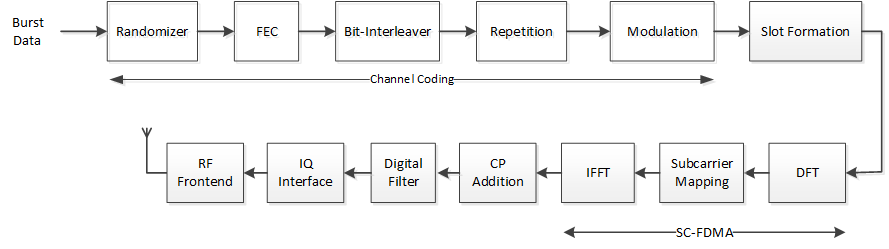 Burst
Data
Randomizer
FEC
Bit-Interleaver
Repetition
Modulation
Slot Formation
Channel Coding
RF
Frontend
IQ
Interface
Digital
Filter
CP
Addition
IFFT
Subcarrier
Mapping
DFT
SC-FDMA